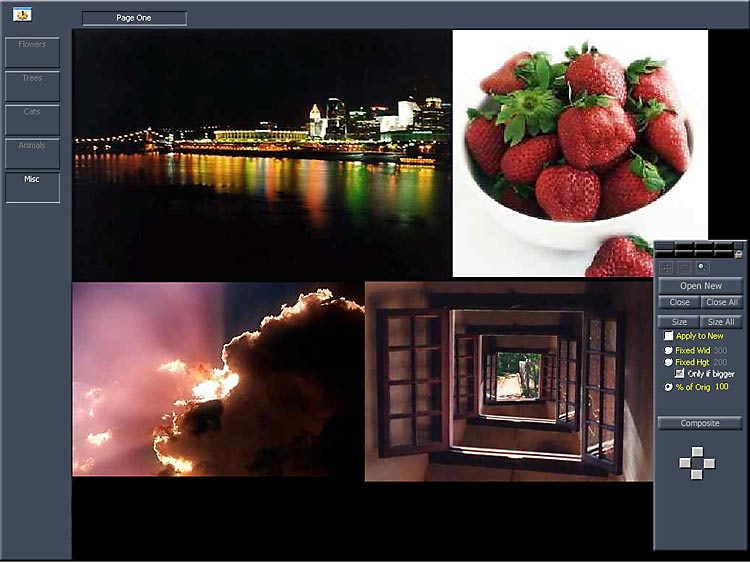 Page One
Flowers
Trees
Cats
Animals
Misc
Open New
Close Close All
Size Size All
Apply to New
Fixed Wid 300
Fixed Hgt 200
Only if bigger
% of Orig 100
Composite